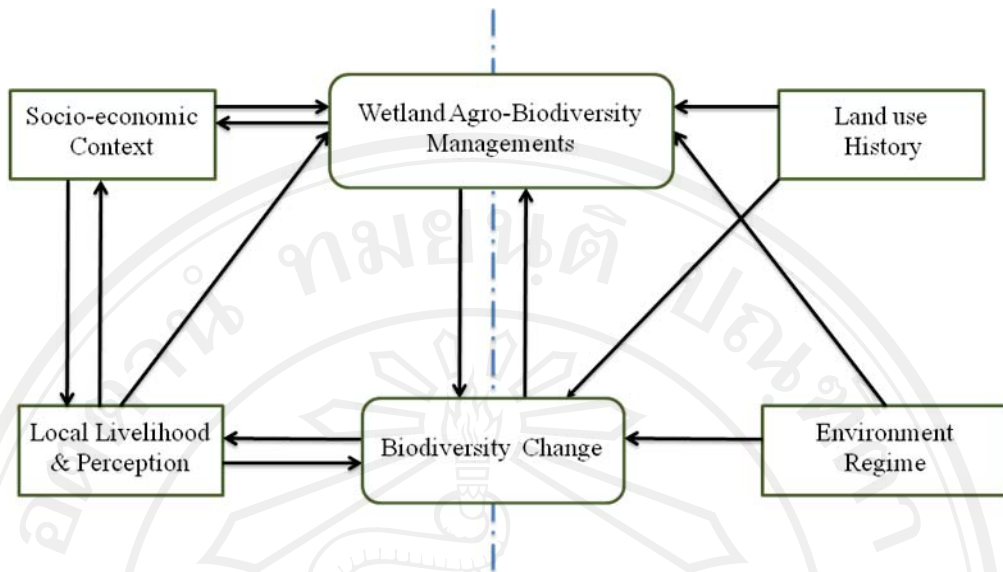 Socio-economic
Context
Wetland Agro-Biodiversity
Managements
Land use
History
Local Livelihood
& Perception
Biodiversity Change
Environment
Regime